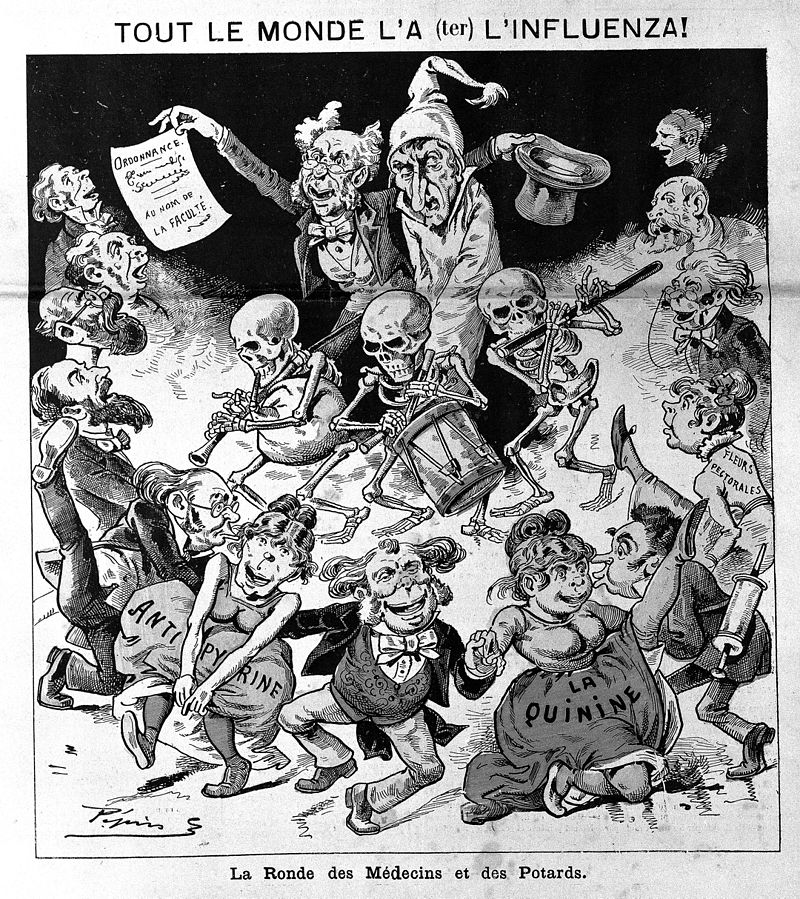 TOUT LE MONDE L'A (ter) L'INFLUENZA!
ORDONNANCE.
AU NOM DE
LA FACULTÉ!
FLEURS
PECTORALES
ANTI PYRINE
LA
QUININE
La Ronde des Médecins et des Potards.